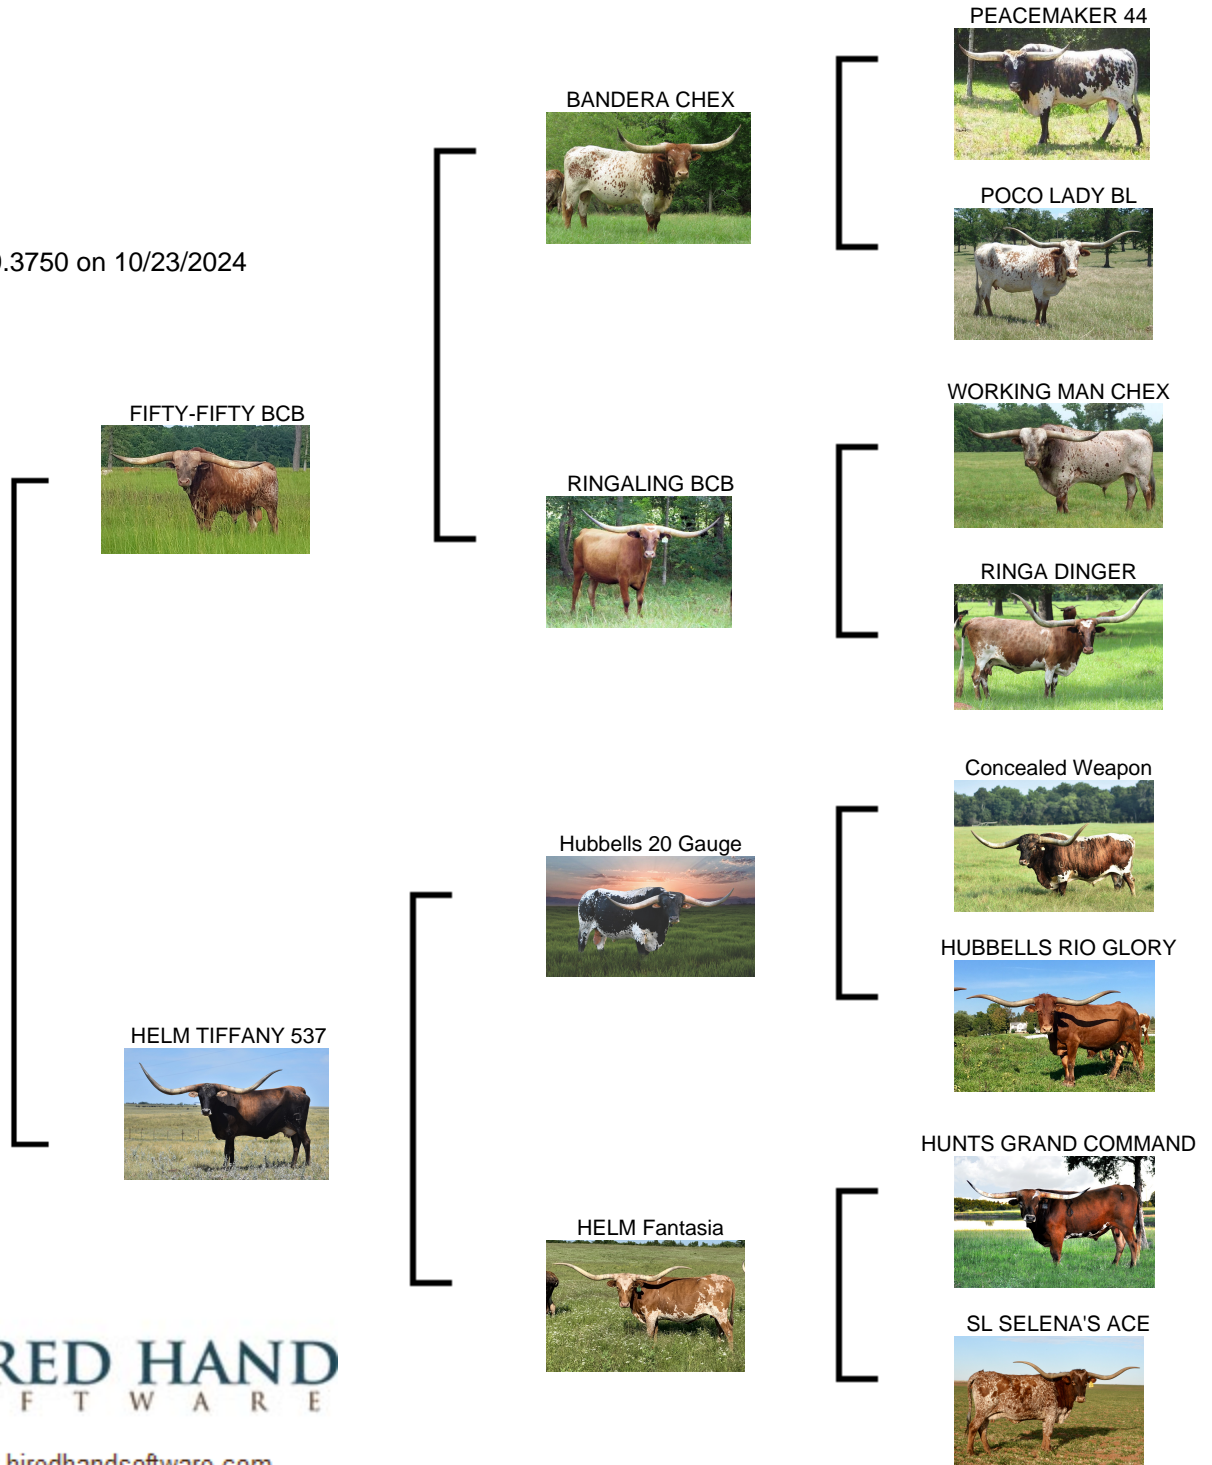 PEACEMAKER 44
BANDERA CHEX
POCO LADY BL
.3750 on 10/23/2024
WORKING MAN CHEX
FIFTY-FIFTY BCB
RINGALING BCB
RINGA DINGER
Concealed Weapon
Hubbells 20 Gauge
HUBBELLS RIO GLORY
HELM TIFFANY 537
HUNTS GRAND COMMAND
HELM Fantasia
SL SELENA'S ACE
RED HAND
F T W A R E
hiredhandsoftware.com